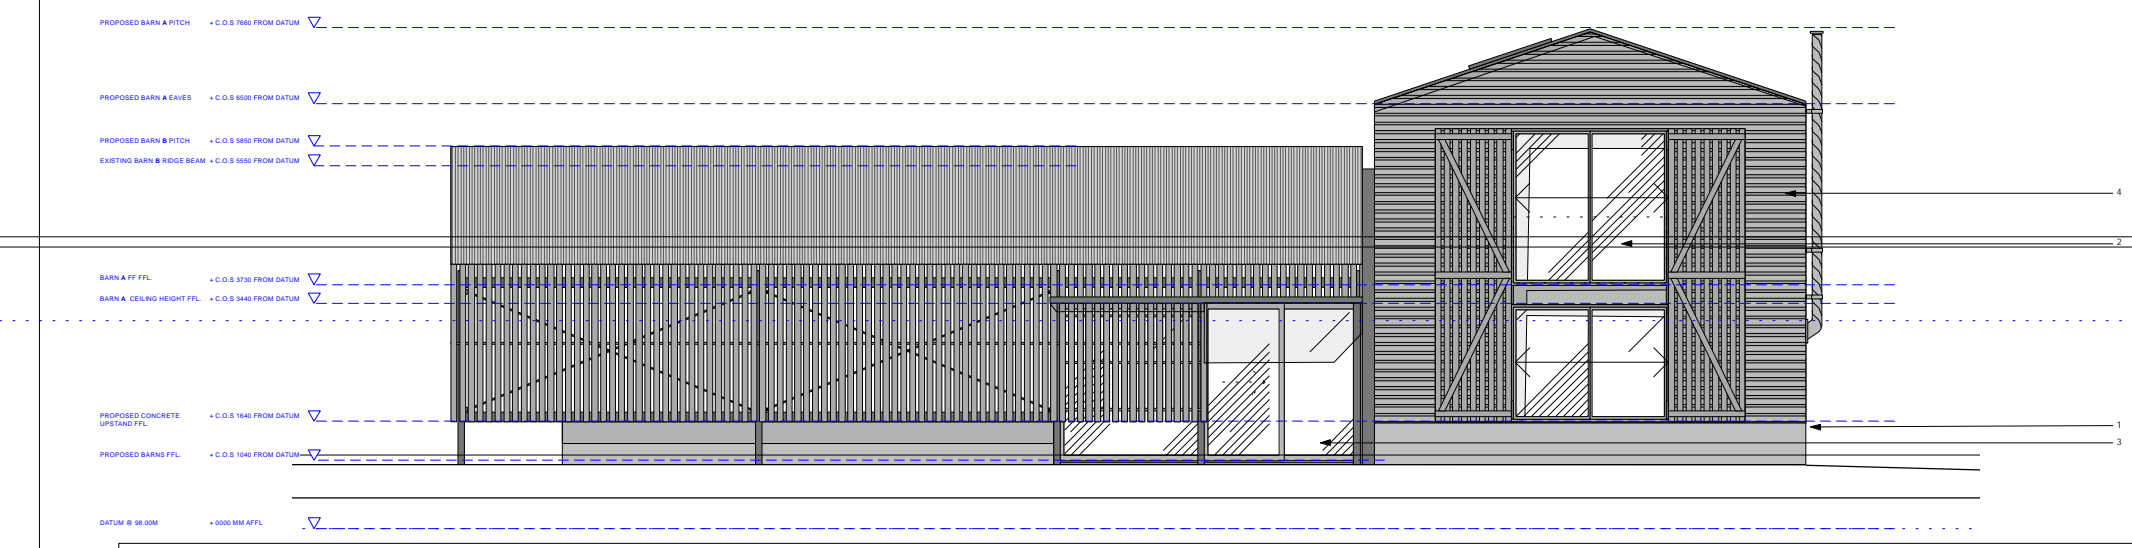 PROPOSED BARN A PITCH + C.O.S 7660 FROM DATUM
PROPOSED BARN A EAVES + C.O.S 6500 FROM DATUM
PROPOSED BARN B PITCH + C.O.S 5850 FROM DATUM
EXISTING BARN B RIDGE BEAM + C.O.S 5550 FROM DATUM
4
2
BARN A FF FFL. + C.O.S 3730 FROM DATUM
BARN A CEILING HEIGHT FFL. + C.O.S 3440 FROM DATUM
PROPOSED CONCRETE + C.O.S 1640 FROM DATUM
UPSTAND FFL.
1
3
PROPOSED BARNS FFL. + C.O.S 1040 FROM DATUM
DATUM @ 98.00M + 0000 MM AFFL